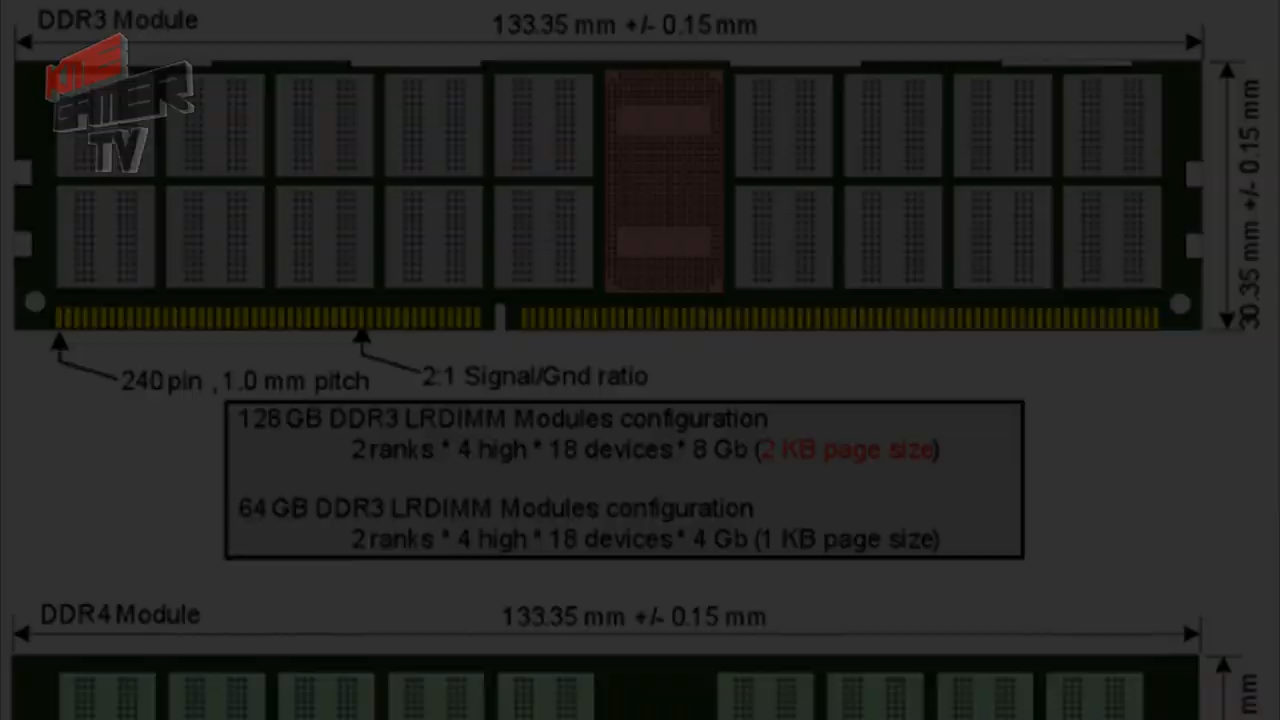 DDR3 Module
133.35 mm +/- 0.15 mm
XTREME
GAMER
TV
30.35 mm +/- 0.15 mm
240 pin , 1.0 mm pitch
2:1 Signal/Gnd ratio
128 GB DDR3 LRDIMM Modules configuration
2 ranks * 4 high * 18 devices * 8 Gb (2 KB page size)
64 GB DDR3 LRDIMM Modules configuration
2 ranks * 4 high * 18 devices * 4 Gb (1 KB page size)
DDR4 Module
133.35 mm +/- 0.15 mm
mm